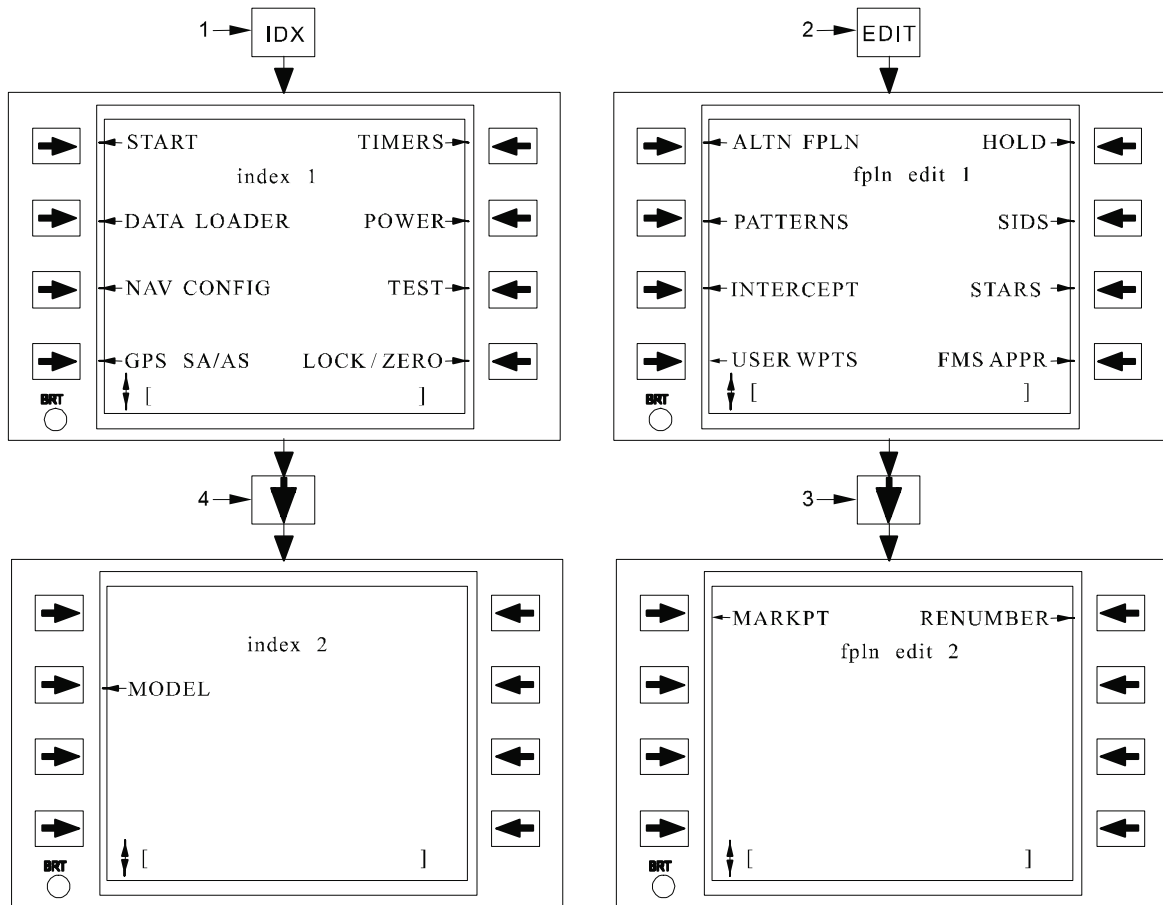 1 IDX
START TIMERS
index 1
DATA LOADER POWER
NAV CONFIG TEST
GPS SA/AS LOCK/ZERO
[ ]
BRT
2 EDIT
ALTN FPLN HOLD
fpln edit 1
PATTERNS SIDS
INTERCEPT STARS
USER WPTS FMS APPR
[ ]
BRT
4
index 2
MODEL
[ ]
BRT
3
MARKPT RENUMBER
fpln edit 2
[ ]
BRT